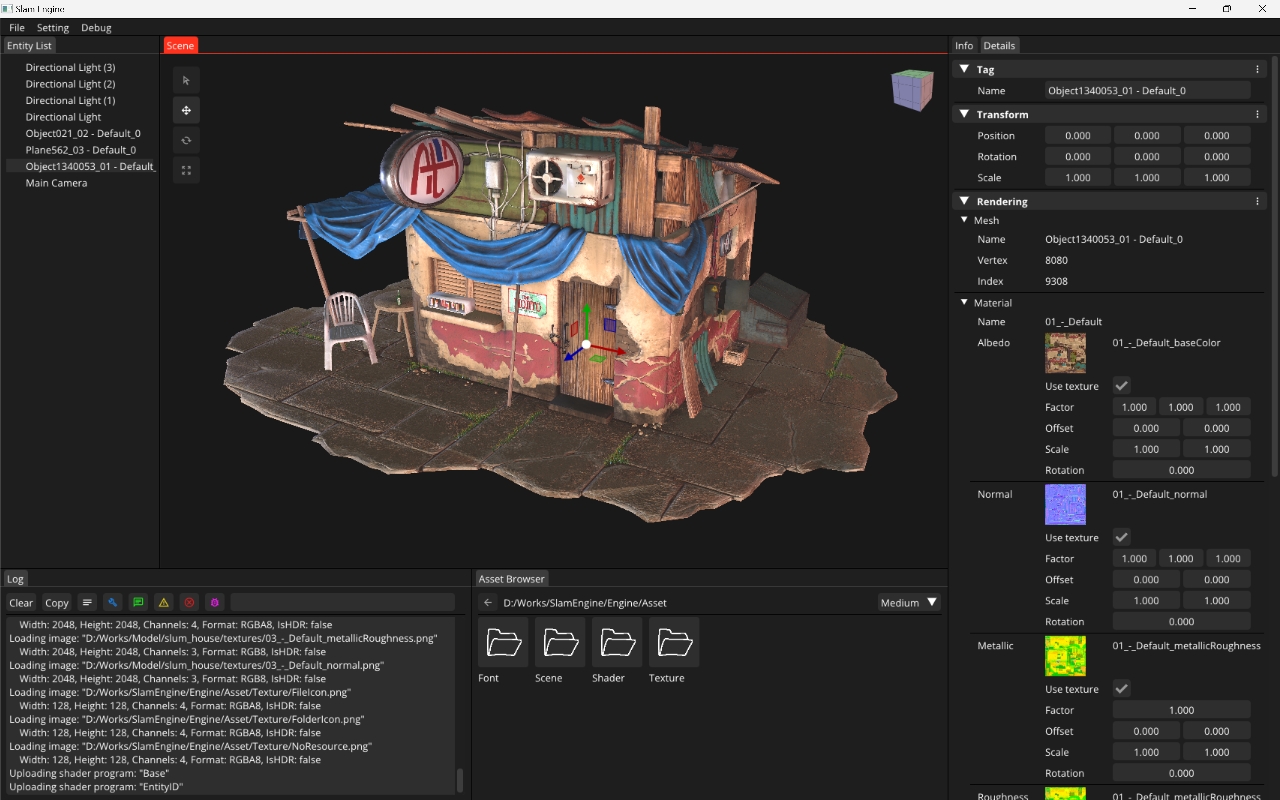 Slam Engine
File Setting Debug
Entity List
Directional Light (3)
Directional Light (2)
Directional Light (1)
Directional Light
Object021_02 - Default_0
Plane562_03 - Default_0
Object1340053_01 - Default_
Main Camera
Scene
Info Details
Tag
Name Object1340053_01 - Default_0
Transform
Position 0.000 0.000 0.000
Rotation 0.000 0.000 0.000
Scale 1.000 1.000 1.000
Rendering
Mesh
Name Object1340053_01 - Default_0
Vertex 8080
Index 9308
Material
Name 01_-_Default
Albedo 01_-_Default_baseColor
Use texture
Factor 1.000 1.000 1.000
Offset 0.000 0.000
Scale 1.000 1.000
Rotation 0.000
Normal 01_-_Default_normal
Use texture
Factor 1.000 1.000 1.000
Offset 0.000 0.000
Scale 1.000 1.000
Rotation 0.000
Metallic 01_-_Default_metallicRoughness
Use texture
Factor 1.000
Offset 0.000 0.000
Scale 1.000 1.000
Rotation 0.000
Roughness 01_-_Default_metallicRoughness
Log
Clear Copy
Width: 2048, Height: 2048, Channels: 4, Format: RGBA8, IsHDR: false
Loading image: "D:/Works/Model/slum_house/textures/03_-_Default_metallicRoughness.png"
Width: 2048, Height: 2048, Channels: 3, Format: RGB8, IsHDR: false
Loading image: "D:/Works/Model/slum_house/textures/03_-_Default_normal.png"
Width: 2048, Height: 2048, Channels: 3, Format: RGB8, IsHDR: false
Loading image: "D:/Works/SlamEngine/Engine/Asset/Texture/FileIcon.png"
Width: 128, Height: 128, Channels: 4, Format: RGBA8, IsHDR: false
Loading image: "D:/Works/SlamEngine/Engine/Asset/Texture/FolderIcon.png"
Width: 128, Height: 128, Channels: 4, Format: RGBA8, IsHDR: false
Loading image: "D:/Works/SlamEngine/Engine/Asset/Texture/NoResource.png"
Width: 128, Height: 128, Channels: 4, Format: RGBA8, IsHDR: false
Uploading shader program: "Base"
Uploading shader program: "EntityID"
Asset Browser
D:/Works/SlamEngine/Engine/Asset
Medium
Font Scene Shader Texture